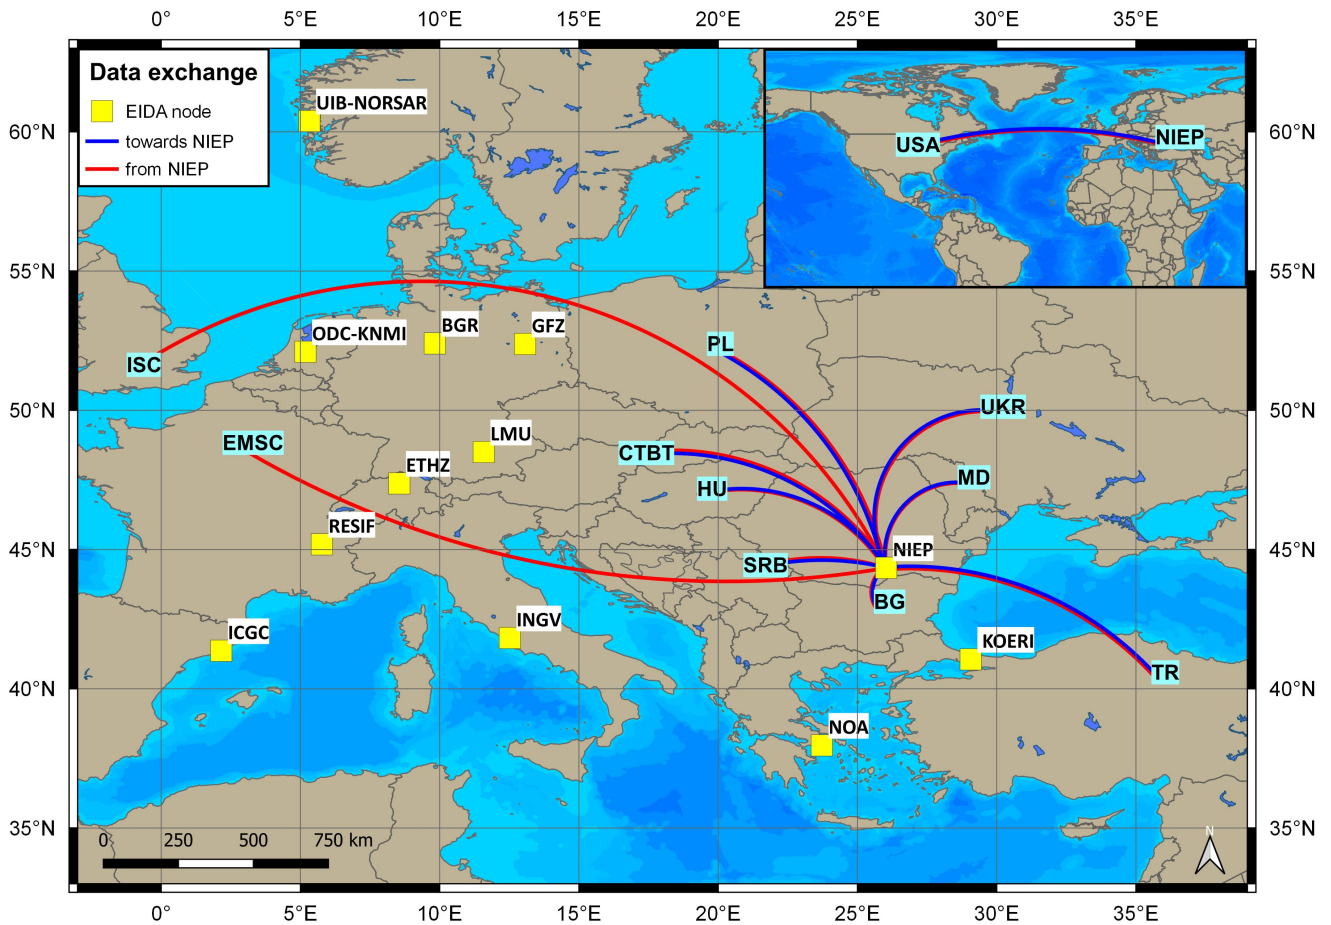 0° 5°E 10°E 15°E 20°E 25°E 30°E 35°E
Data exchange
EIDA node
towards NIEP
from NIEP
UIB-NORSAR
USA
NIEP
60°N
60°N
55°N
55°N
ODC-KNMI
BGR
GFZ
ISC
PL
50°N
50°N
UKR
EMSC
LMU
CTBT
ETHZ
HU
MD
RESIF
45°N
45°N
SRB
NIEP
BG
ICGC
INGV
KOERI
TR
40°N
40°N
NOA
35°N
35°N
0 250 500 750 km
N
0° 5°E 10°E 15°E 20°E 25°E 30°E 35°E